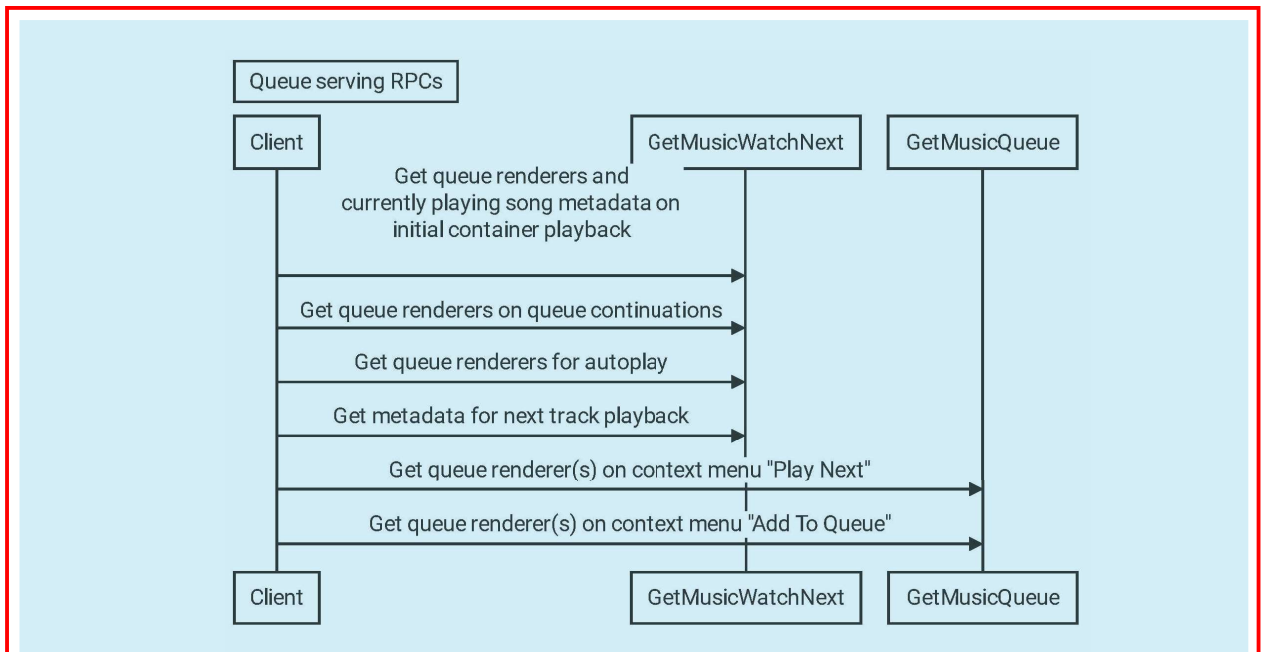 Queue serving RPCs
Client
GetMusicWatchNext
GetMusicQueue
Get queue renderers and
currently playing song metadata on
initial container playback
Get queue renderers on queue continuations
Get queue renderers for autoplay
Get metadata for next track playback
Get queue renderer(s) on context menu "Play Next"
Get queue renderer(s) on context menu "Add To Queue"
Client
GetMusicWatchNext
GetMusicQueue